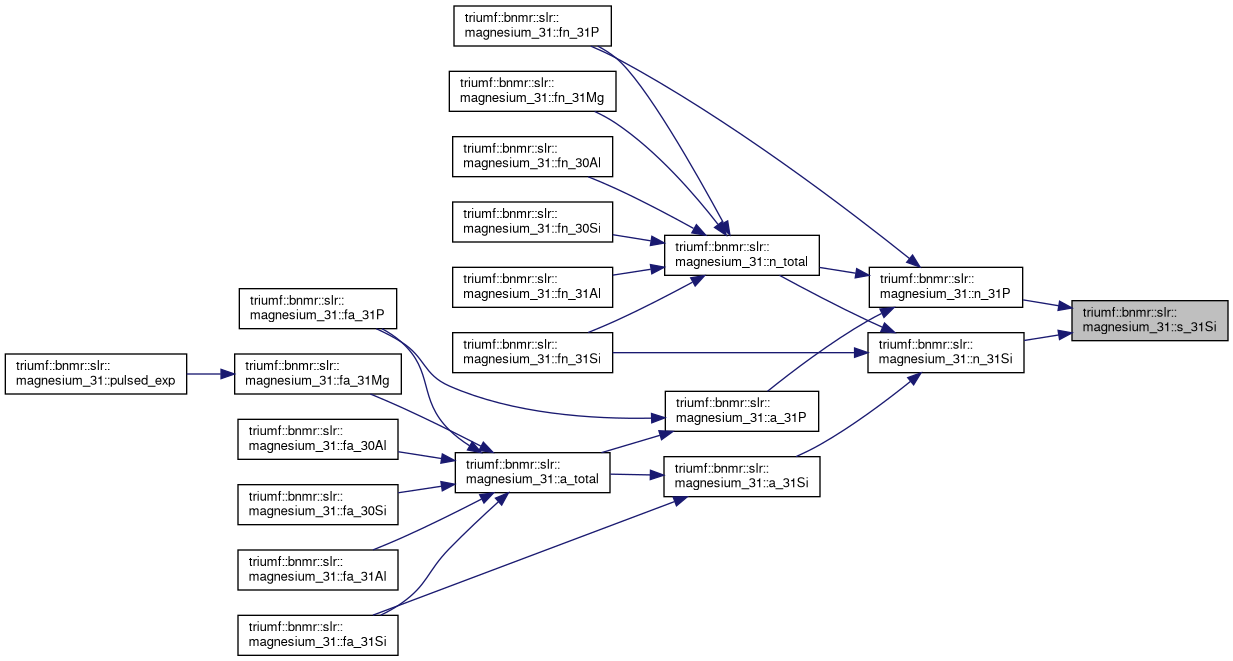 triumf::bnmr::slr::
magnesium_31::fn_31P
triumf::bnmr::slr::
magnesium_31::fn_31Mg
triumf::bnmr::slr::
magnesium_31::fn_30Al
triumf::bnmr::slr::
magnesium_31::fn_30Si
triumf::bnmr::slr::
magnesium_31::n_total
triumf::bnmr::slr::
magnesium_31::fn_31Al
triumf::bnmr::slr::
magnesium_31::n_31P
triumf::bnmr::slr::
magnesium_31::fa_31P
triumf::bnmr::slr::
magnesium_31::s_31Si
triumf::bnmr::slr::
magnesium_31::fn_31Si
triumf::bnmr::slr::
magnesium_31::n_31Si
triumf::bnmr::slr::
magnesium_31::pulsed_exp
triumf::bnmr::slr::
magnesium_31::fa_31Mg
triumf::bnmr::slr::
magnesium_31::a_31P
triumf::bnmr::slr::
magnesium_31::fa_30Al
triumf::bnmr::slr::
magnesium_31::a_total
triumf::bnmr::slr::
magnesium_31::a_31Si
triumf::bnmr::slr::
magnesium_31::fa_30Si
triumf::bnmr::slr::
magnesium_31::fa_31Al
triumf::bnmr::slr::
magnesium_31::fa_31Si